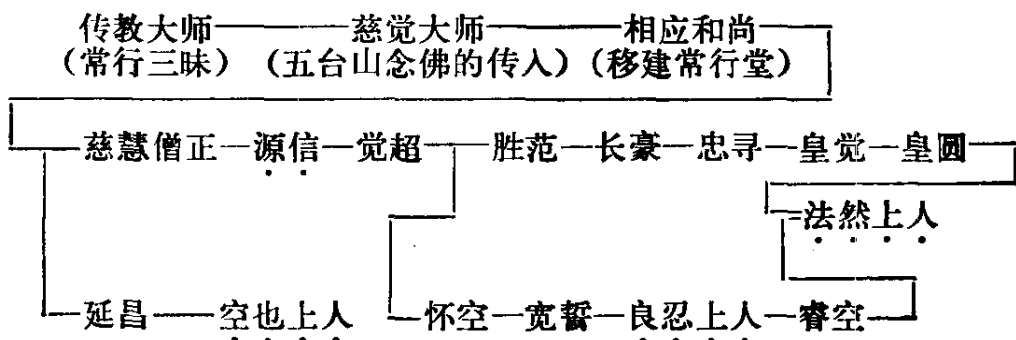 传教大师——慈觉大师——相应和尚
（常行三昧）（五台山念佛的传入）（移建常行堂）
慈慧僧正—源信—觉超—胜范—长豪—忠寻—皇觉—皇圆
法然上人
延昌——空也上人 怀空—宽誓—良忍上人—睿空